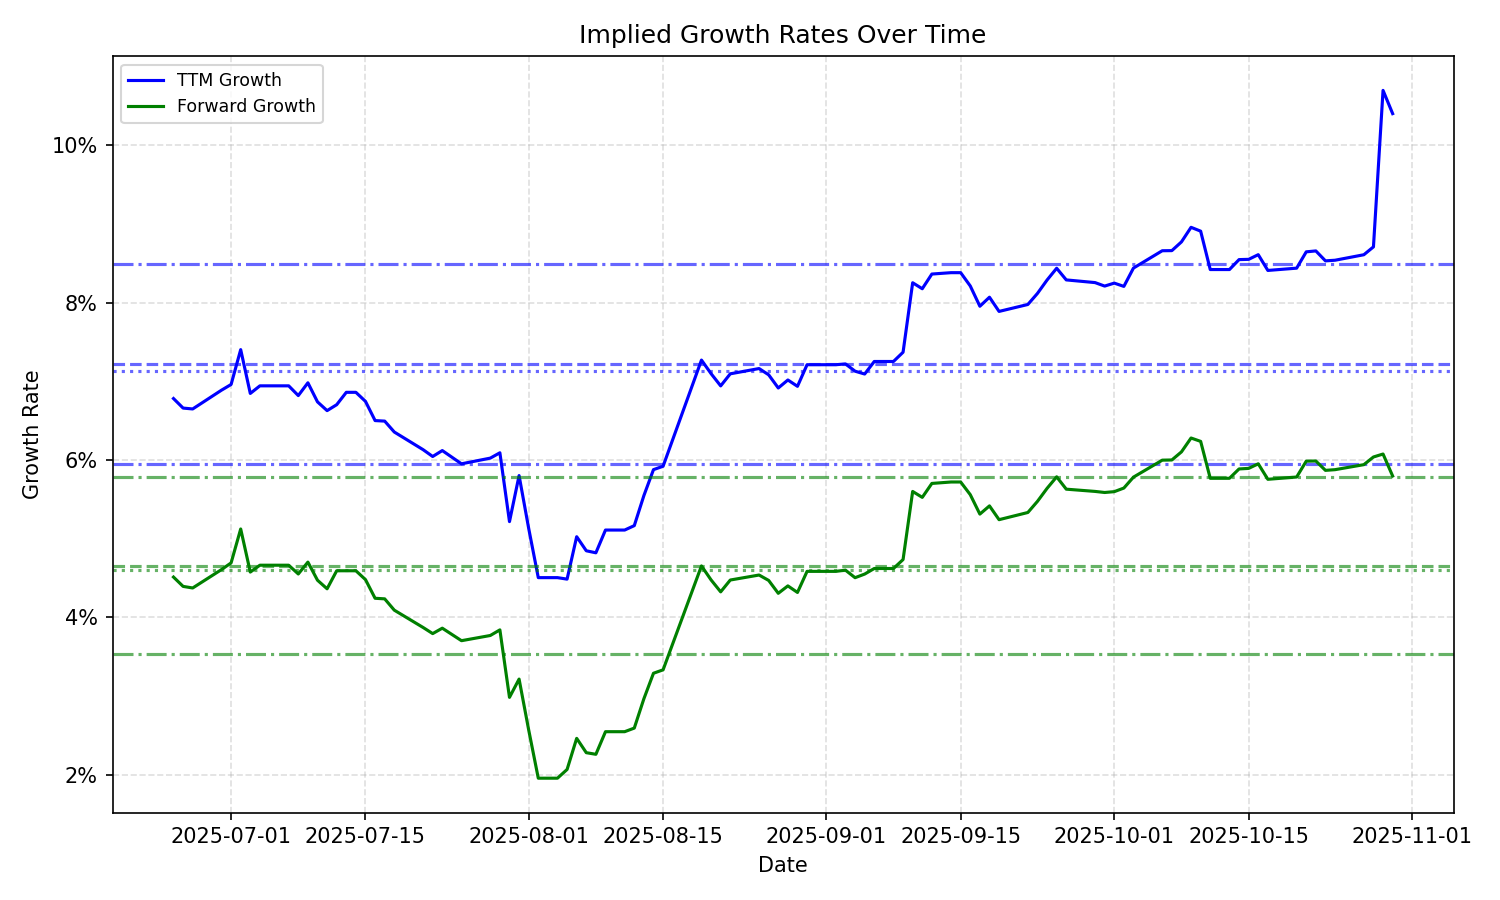 Implied Growth Rates Over Time
TTM Growth
Forward Growth
10%
8%
6%
4%
2%
Growth Rate
2025-07-01 2025-07-15 2025-08-01 2025-08-15 2025-09-01 2025-09-15 2025-10-01 2025-10-15 2025-11-01
Date